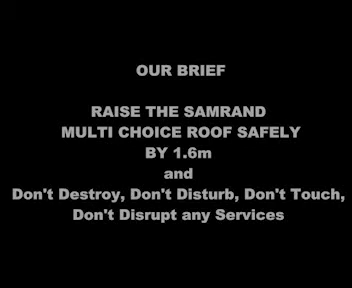 OUR BRIEF
RAISE THE SAMRAND
MULTI CHOICE ROOF SAFELY
BY 1.6m
and
Don't Destroy, Don't Disturb, Don't Touch,
Don't Disrupt any Services